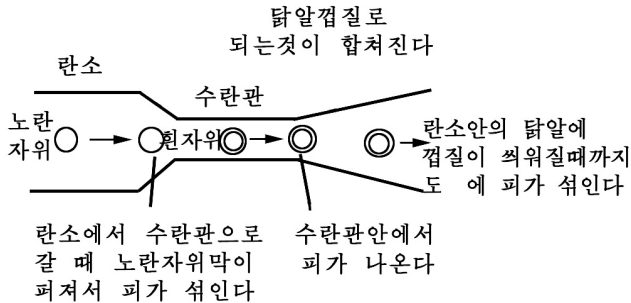 닭알껍질로
되는것이 합쳐진다
란소
수란관
노란
자위
흰자위
란소안의 닭알에
껍질이 씌워질때까지
도 에 피가 섞인다
란소에서 수란관으로
갈 때 노란자위막이
퍼져서 피가 섞인다
수란관안에서
피가 나온다